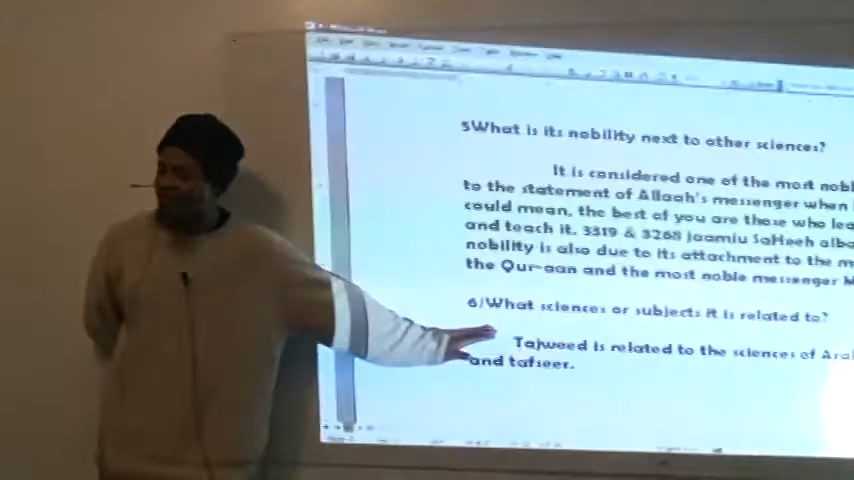 5What is its nobility next to other sciences?
It is considered one of the most nobl
to the statement of Allaah's messenger when
could mean, the best of you are those who lea
and teach it. 3319 & 3268 Jaamiu SaHeeh alba
nobility is also due to its attachment to the m
the Qur-aan and the most noble messenger M
6/What sciences or subjects it is related to?
Tajweed is related to the sciences of Ara
and tafseer.